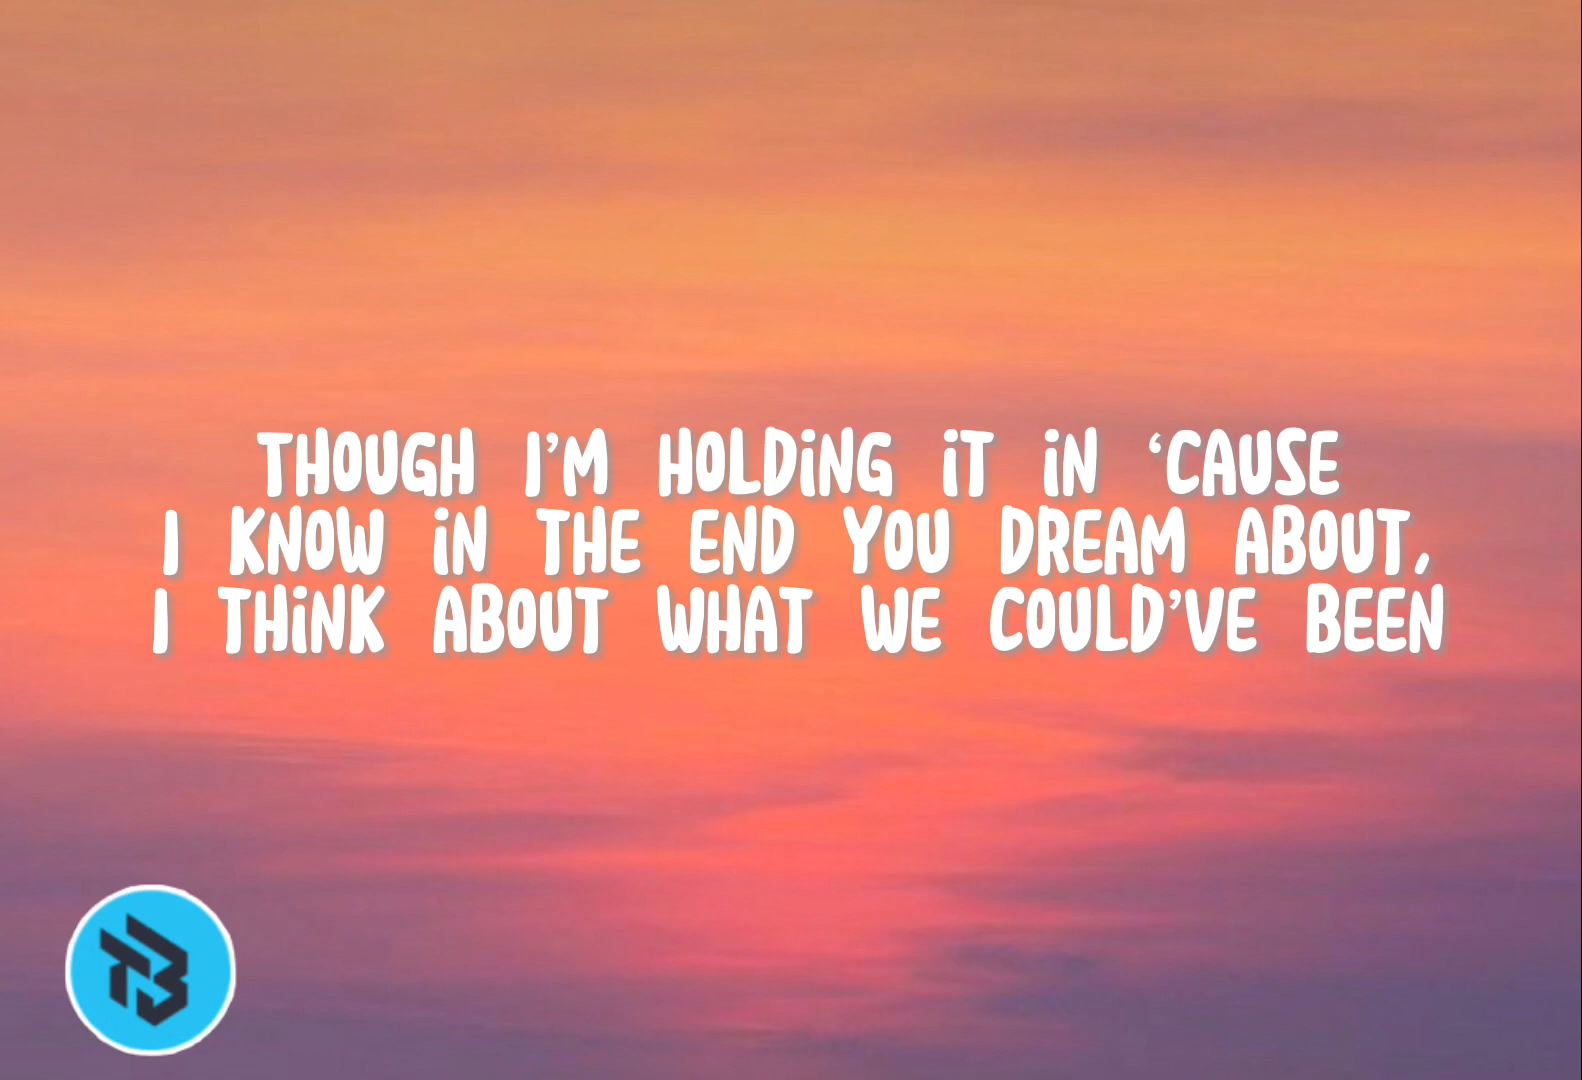 THOUGH I'M HOLDiNG iT iN 'CAUSE
I KNOW iN THE END YOU DREAM ABOUT,
I THiNK ABOUT WHAT WE COULD'VE BEEN
TB